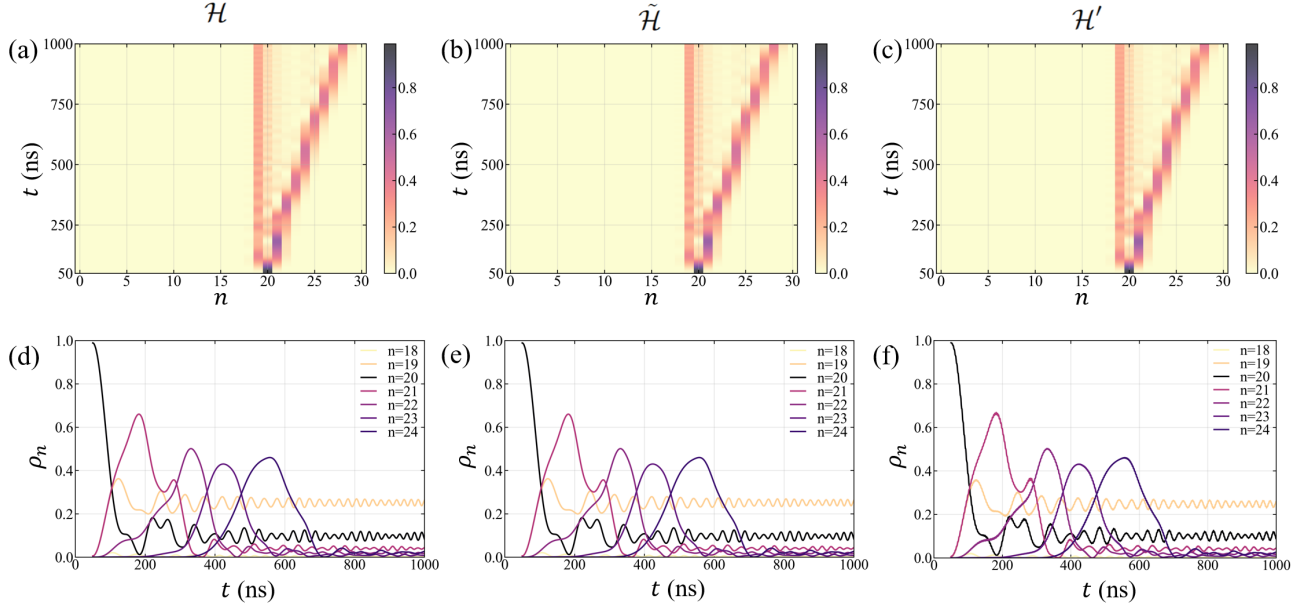 ℋ
ℋ̃
ℋ′
(a)
1000
750
500
250
50
t (ns)
0 5 10 15 20 25 30
n
0.8
0.6
0.4
0.2
0.0
(b)
1000
750
500
250
50
t (ns)
0 5 10 15 20 25 30
n
0.8
0.6
0.4
0.2
0.0
(c)
1000
750
500
250
50
t (ns)
0 5 10 15 20 25 30
n
0.8
0.6
0.4
0.2
0.0
(d)
1.0
0.8
0.6
0.4
0.2
0.0
ρn
n=18
n=19
n=20
n=21
n=22
n=23
n=24
0 200 400 600 800 1000
t (ns)
(e)
1.0
0.8
0.6
0.4
0.2
0.0
ρn
n=18
n=19
n=20
n=21
n=22
n=23
n=24
0 200 400 600 800 1000
t (ns)
(f)
1.0
0.8
0.6
0.4
0.2
0.0
ρn
n=18
n=19
n=20
n=21
n=22
n=23
n=24
0 200 400 600 800 1000
t (ns)